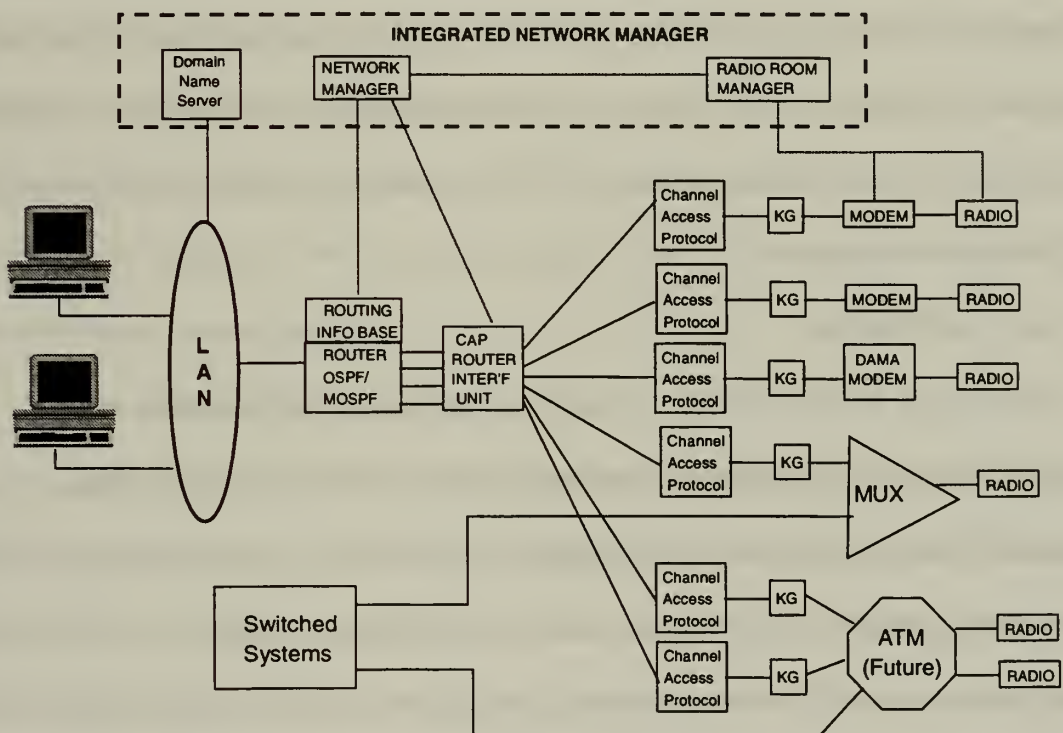 INTEGRATED NETWORK MANAGER
Domain
Name
Server
NETWORK
MANAGER
RADIO ROOM
MANAGER
Channel
Access
Protocol
KG
MODEM
RADIO
Channel
Access
Protocol
KG
MODEM
RADIO
LAN
ROUTING
INFO BASE
ROUTER
OSPF/
MOSPF
CAP
ROUTER
INTER'F
UNIT
Channel
Access
Protocol
KG
DAMA
MODEM
RADIO
Channel
Access
Protocol
KG
MUX
RADIO
Switched
Systems
Channel
Access
Protocol
KG
Channel
Access
Protocol
KG
ATM
(Future)
RADIO
RADIO